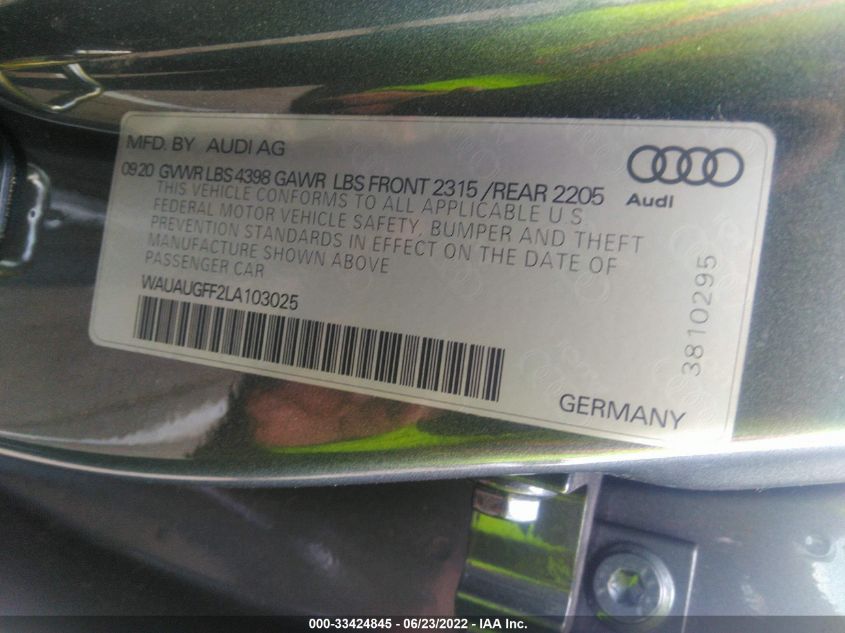 MFD. BY AUDI AG
09.20 GVWR LBS 4398 GAWR LBS FRONT 2315 /REAR 2205
THIS VEHICLE CONFORMS TO ALL APPLICABLE U.S
FEDERAL MOTOR VEHICLE SAFETY, BUMPER AND THEFT
PREVENTION STANDARDS IN EFFECT ON THE DATE OF
MANUFACTURE SHOWN ABOVE
PASSENGER CAR
WAUAUGFF2LA103025
Audi
3810295
GERMANY
000-33424845 - 06/23/2022 - IAA Inc.